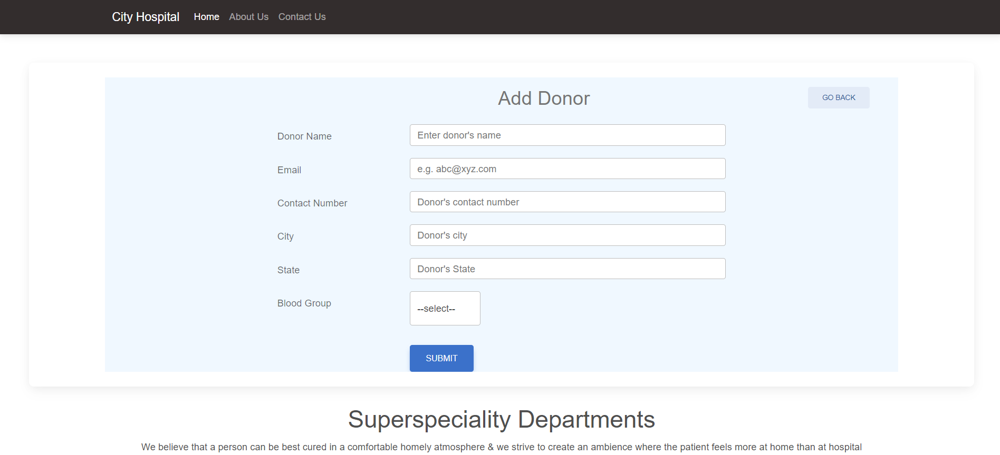 City Hospital Home About Us Contact Us
Add Donor
GO BACK
Donor Name Enter donor's name
Email e.g. abc@xyz.com
Contact Number Donor's contact number
City Donor's city
State Donor's State
Blood Group --select--
SUBMIT
Superspeciality Departments
We believe that a person can be best cured in a comfortable homely atmosphere & we strive to create an ambience where the patient feels more at home than at hospital